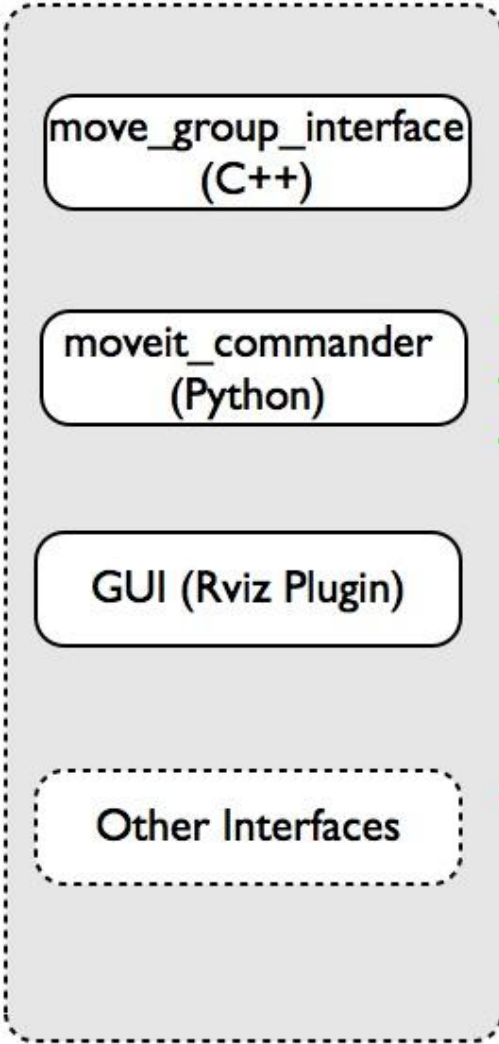 move_group_interface
(C++)
moveit_commander
(Python)
GUI (Rviz Plugin)
Other Interfaces